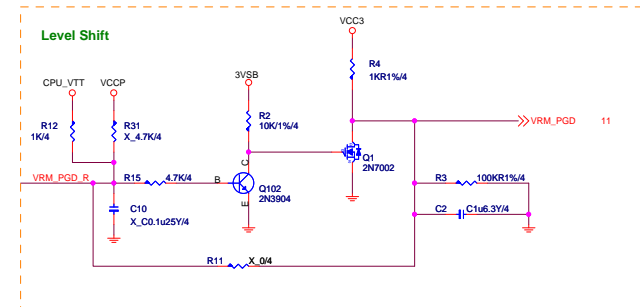 Level Shift
VCC3
R4
1KR1%/4
CPU_VTT
VCCP
3VSB
R12
1K/4
R31
X_4.7K/4
R2
10K/1%/4
VRM_PGD 11
Q1
2N7002
C
VRM_PGD_R
R15 4.7K/4
B
Q102
2N3904
E
R3 100KR1%/4
C10
X_C0.1u25Y/4
C2 C1u6.3Y/4
R11 X_0/4